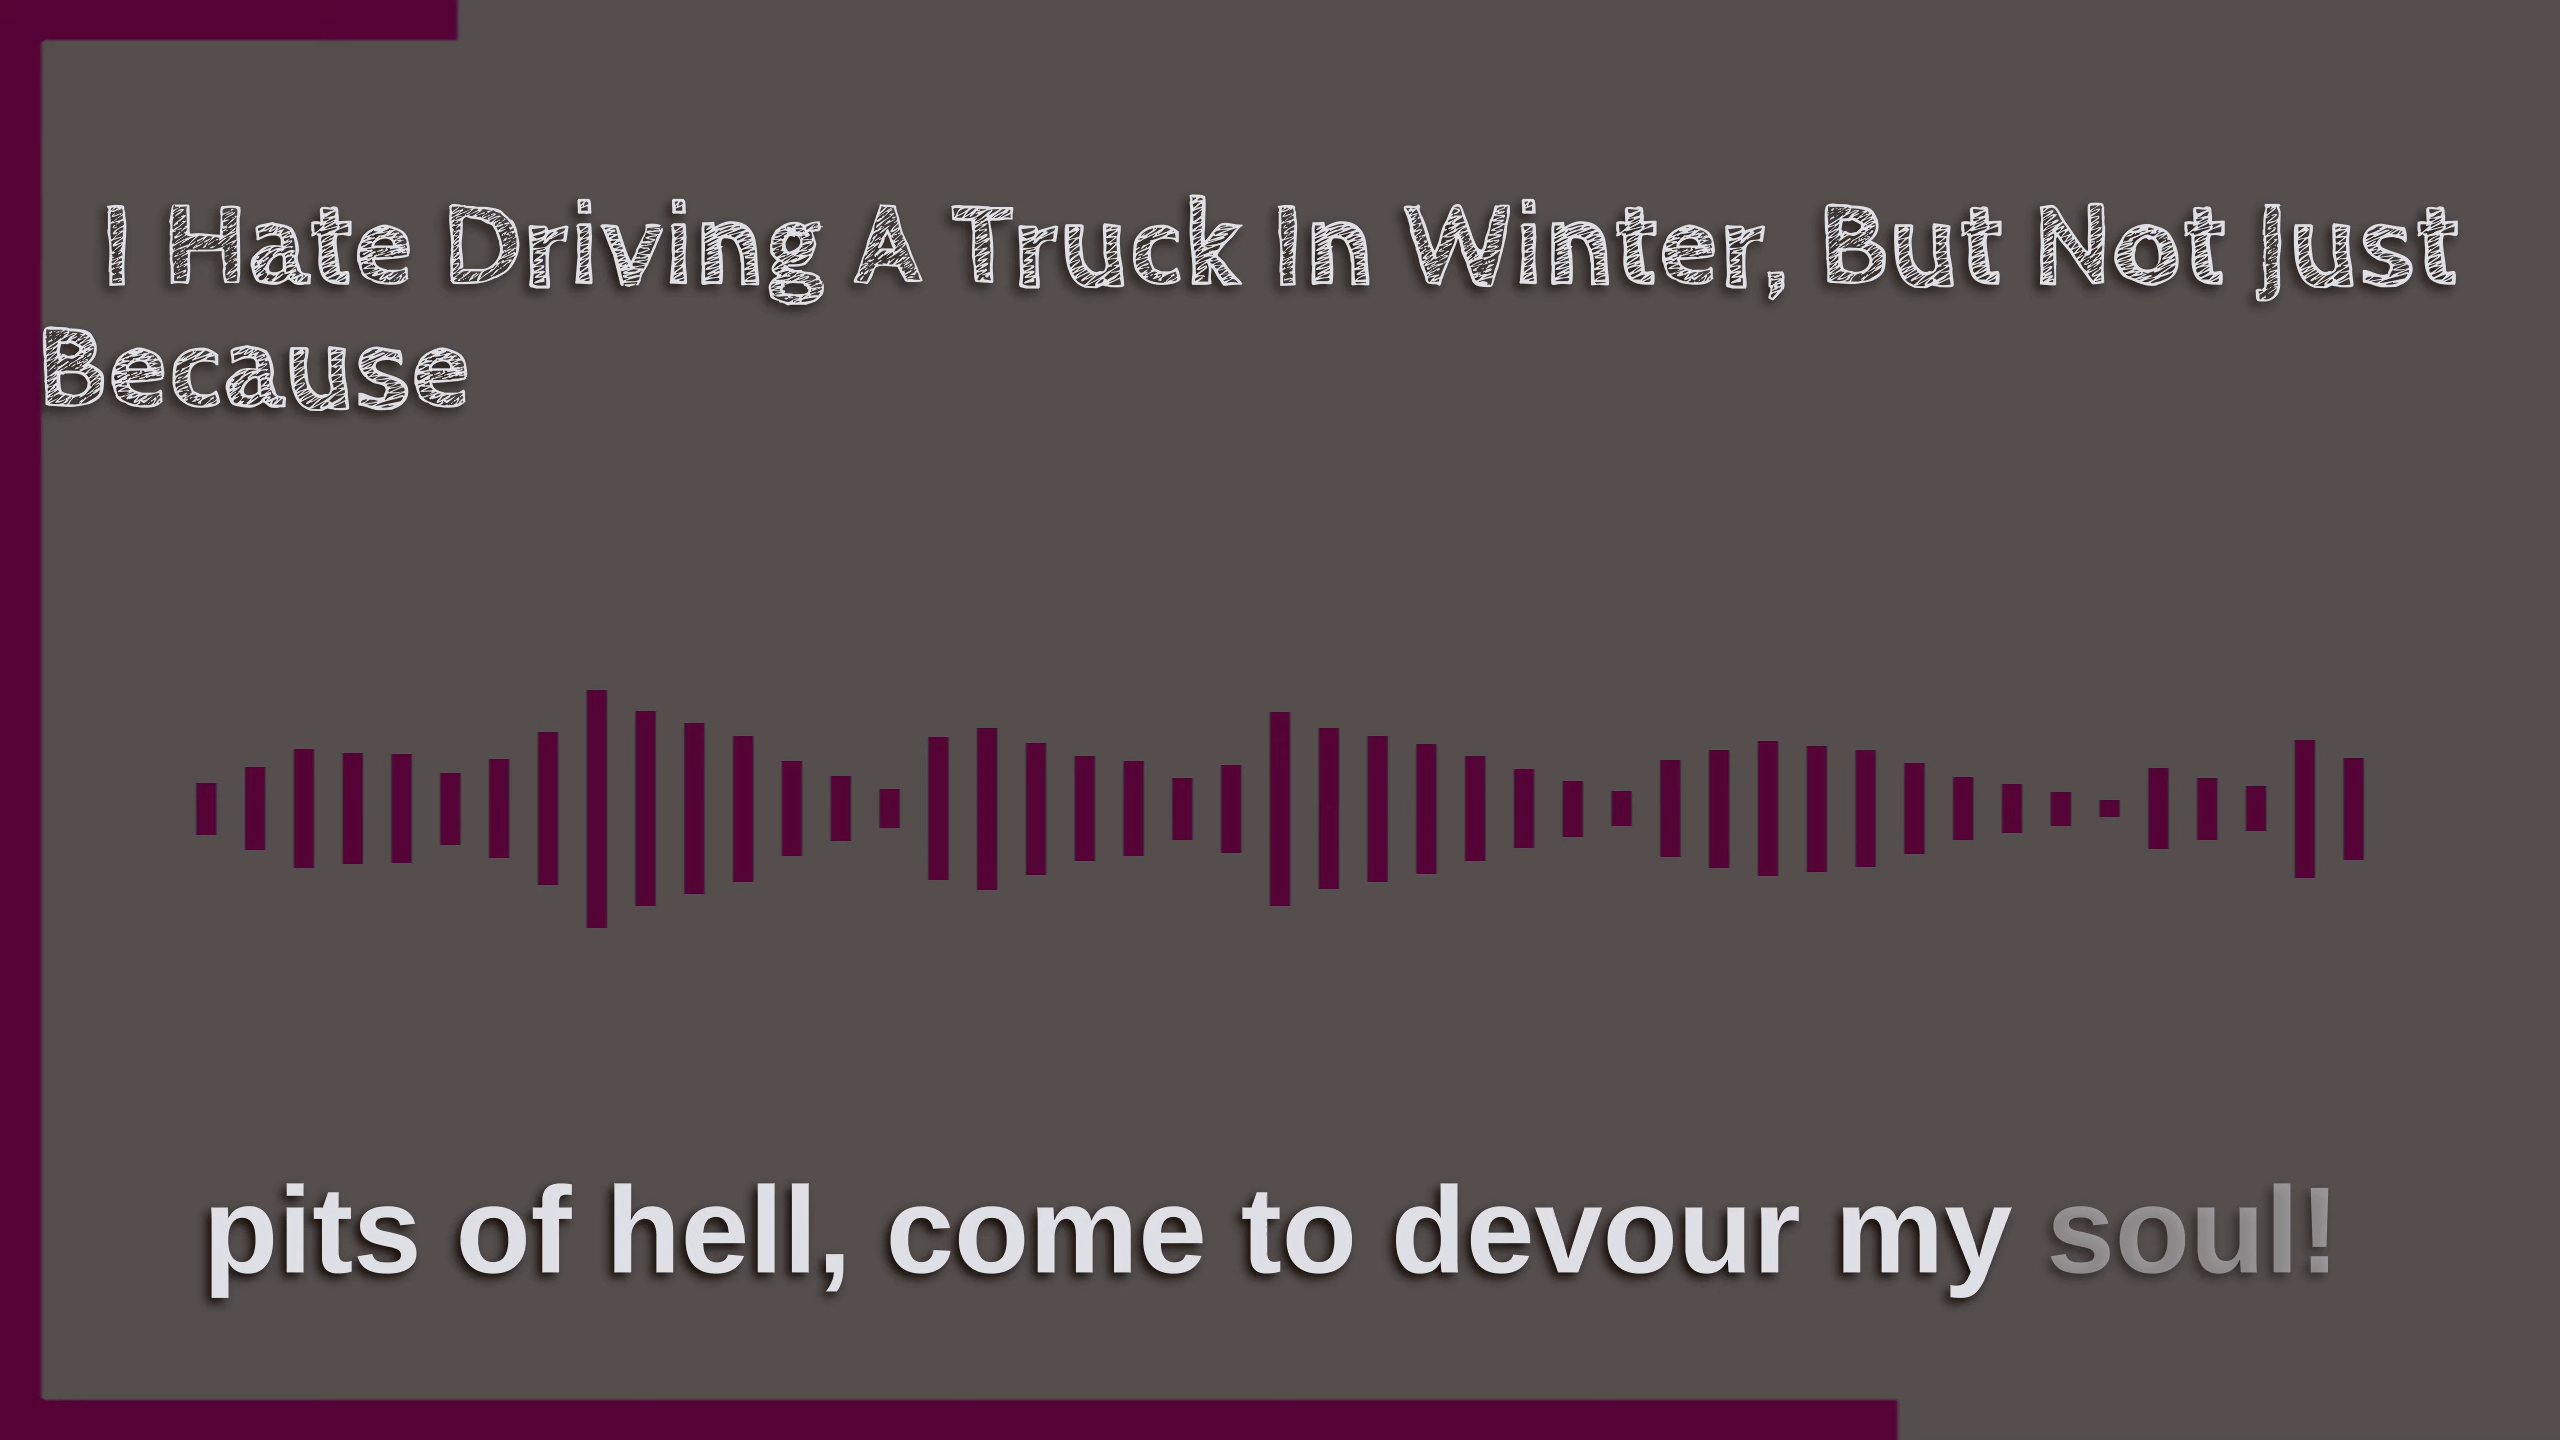 I Hate Driving A Truck In Winter, But Not Just
Because
pits of hell, come to devour my soul!